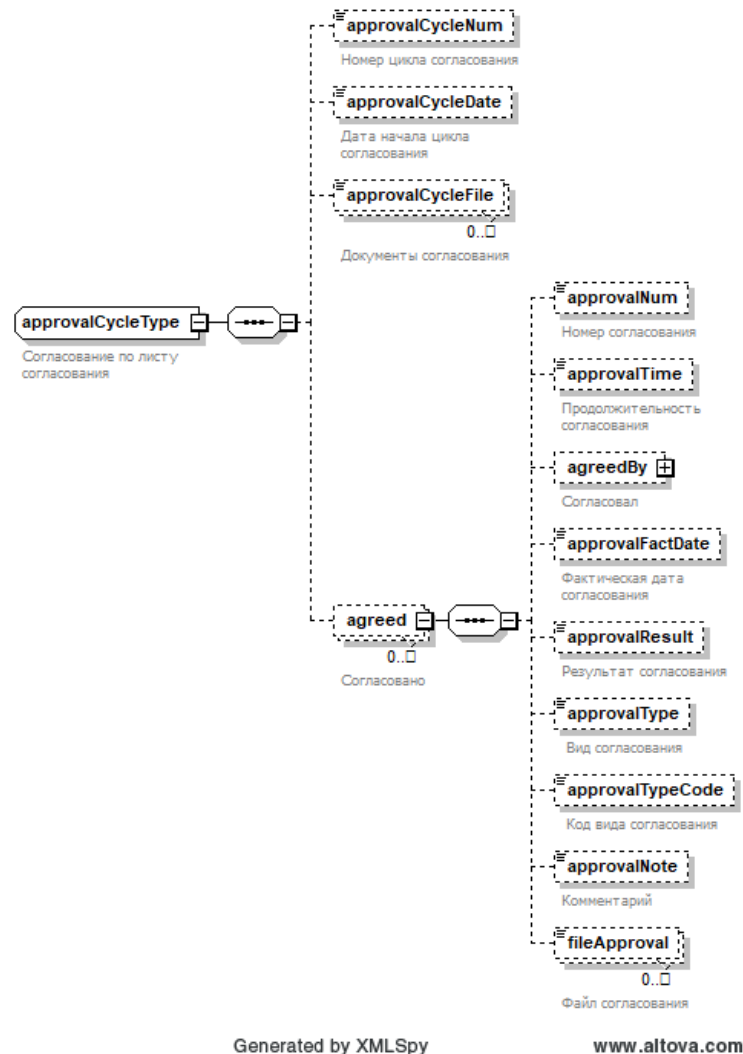 approvalCycleNum
Номер цикла согласования
approvalCycleDate
Дата начала цикла
согласования
approvalCycleFile
0..□
Документы согласования
approvalCycleType
Согласование по листу
согласования
agreed
0..□
Согласовано
approvalNum
Номер согласования
approvalTime
Продолжительность
согласования
agreedBy
Согласовал
approvalFactDate
Фактическая дата
согласования
approvalResult
Результат согласования
approvalType
Вид согласования
approvalTypeCode
Код вида согласования
approvalNote
Комментарий
fileApproval
0..□
Файл согласования
Generated by XMLSpy
www.altova.com